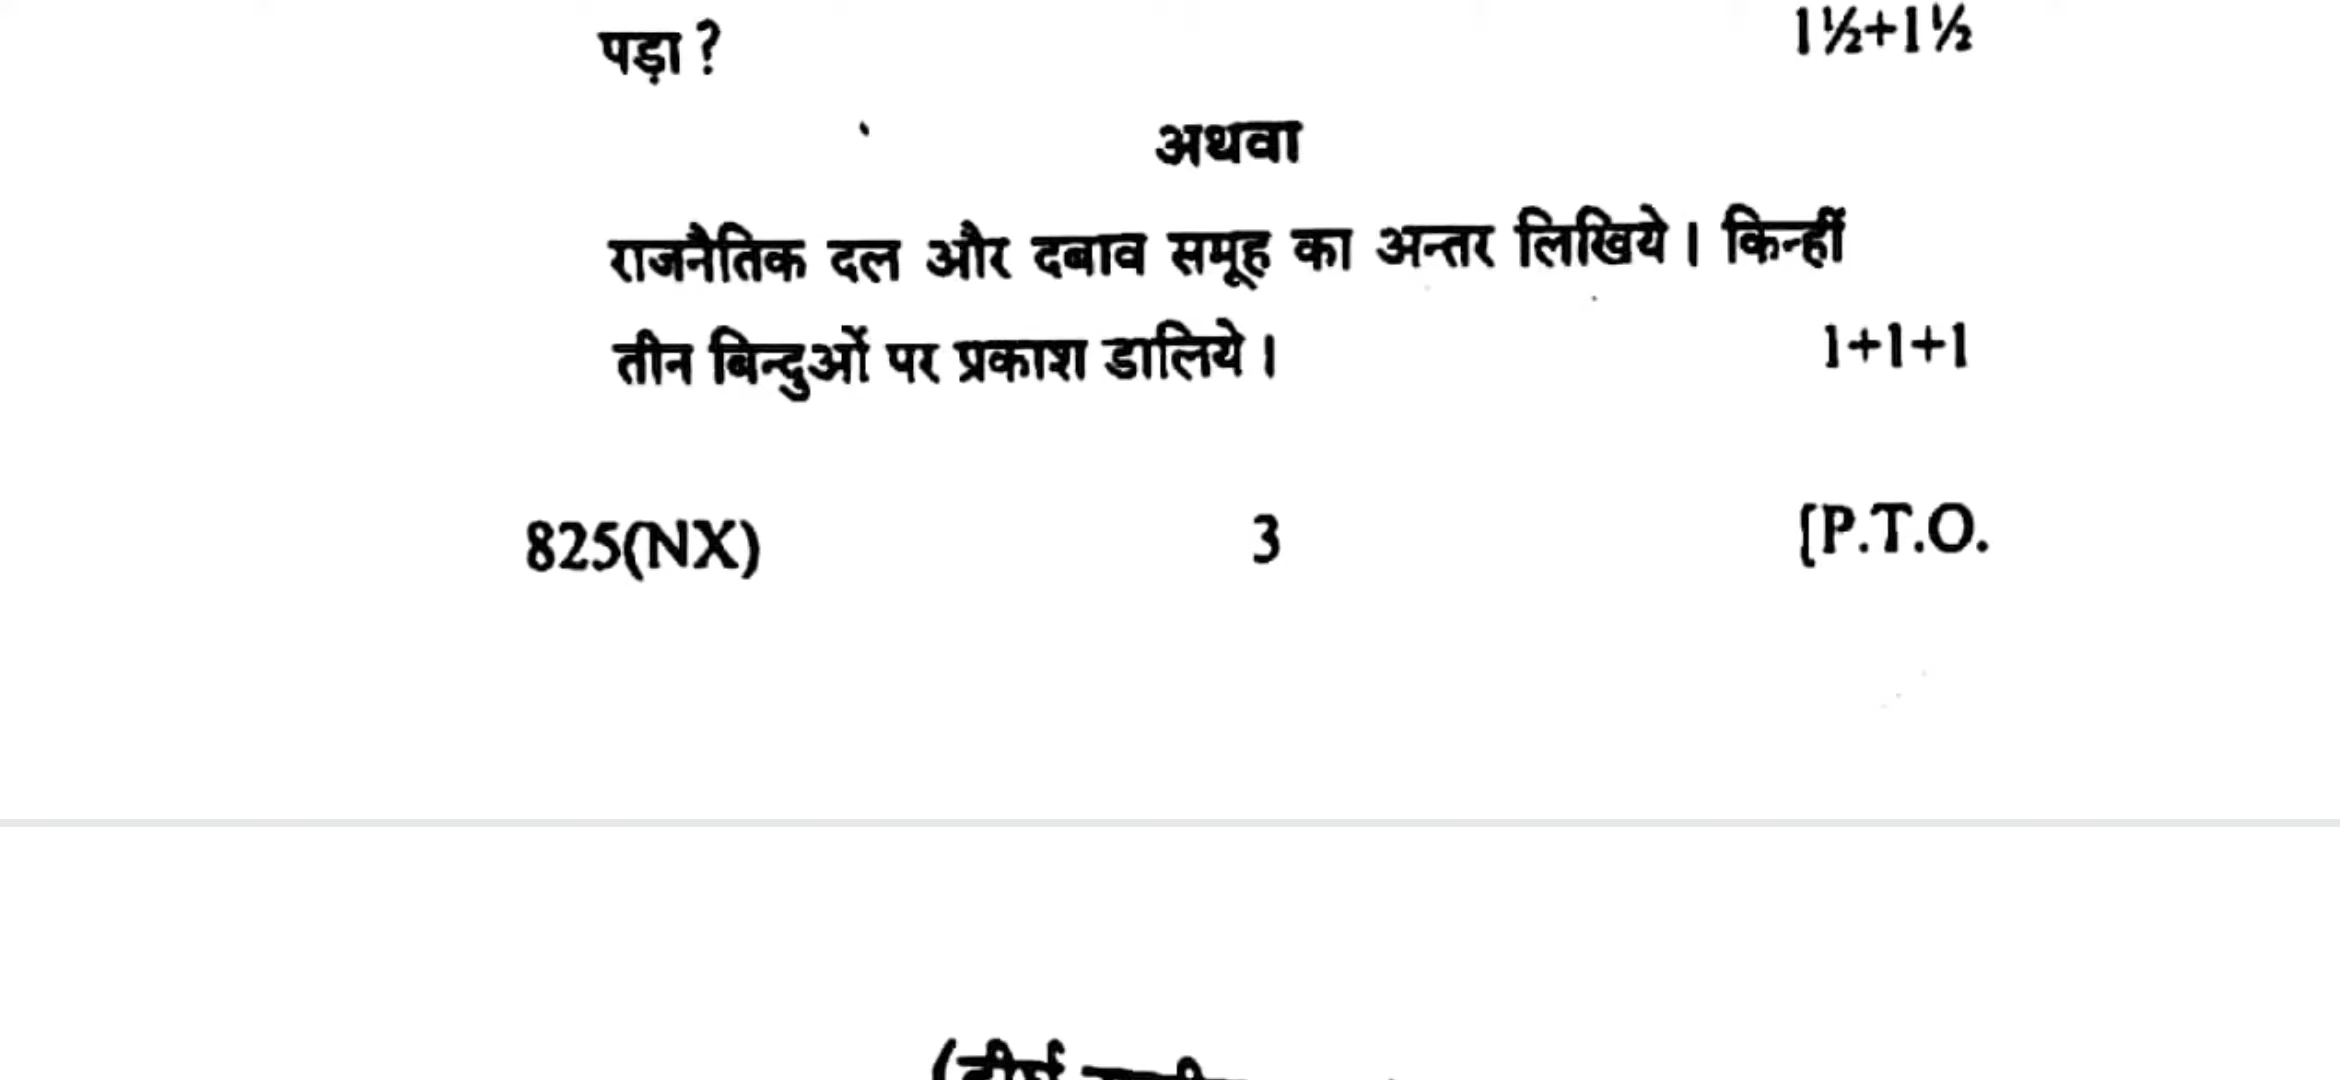 पड़ा ? 1½+1½
अथवा
राजनैतिक दल और दबाव समूह का अन्तर लिखिये। किन्हीं
तीन बिन्दुओं पर प्रकाश डालिये। 1+1+1
825(NX) 3 [P.T.O.